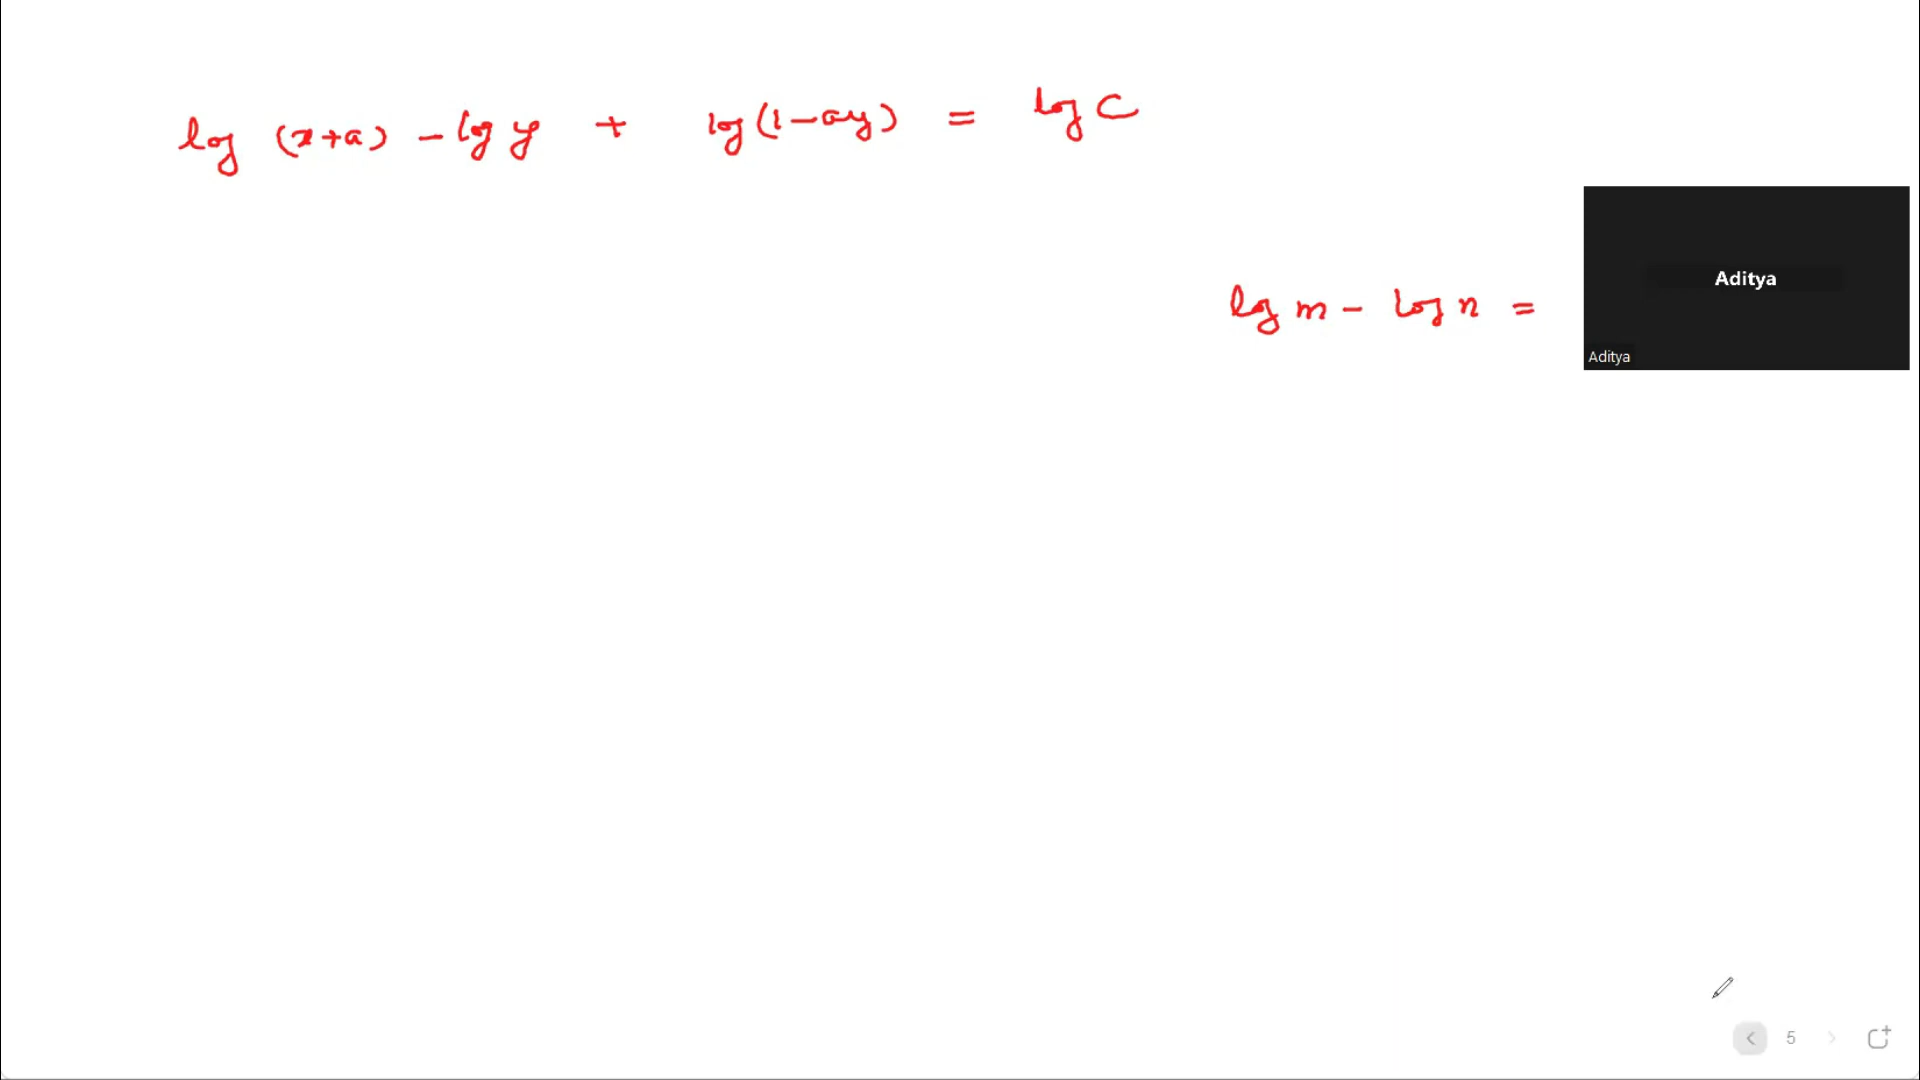 log (x+a) - log y + log(1-ay) = log C
Aditya
log m - log n =
Aditya
5